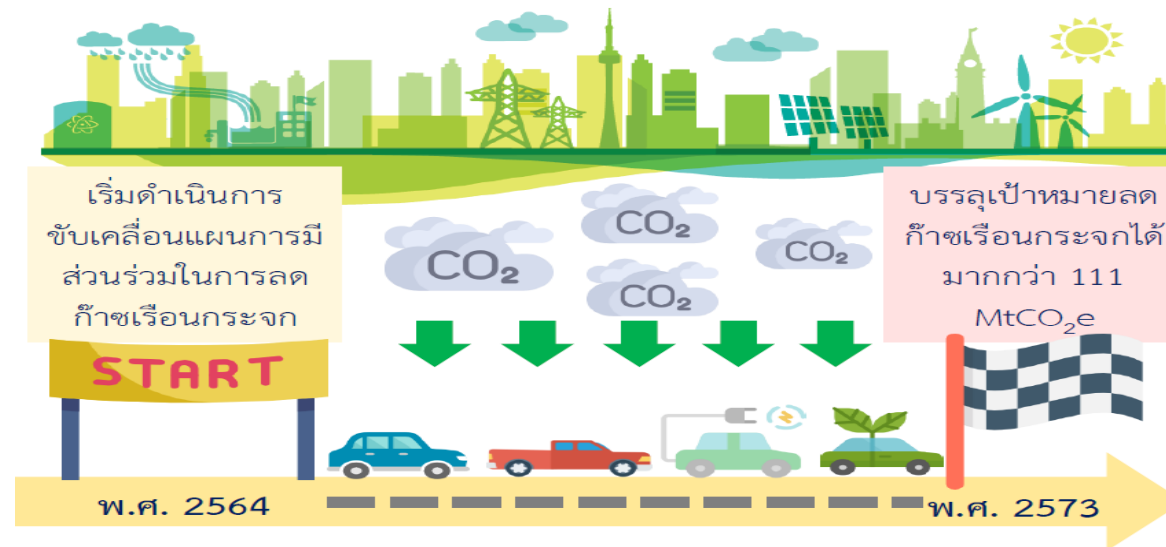 เริ่มดำเนินการ
ขับเคลื่อนแผนการมี
ส่วนร่วมในการลด
ก๊าซเรือนกระจก
CO₂
CO₂
CO₂
CO₂
บรรลุเป้าหมายลด
ก๊าซเรือนกระจกได้
มากกว่า 111
MtCO₂e
START
พ.ศ. 2564
พ.ศ. 2573